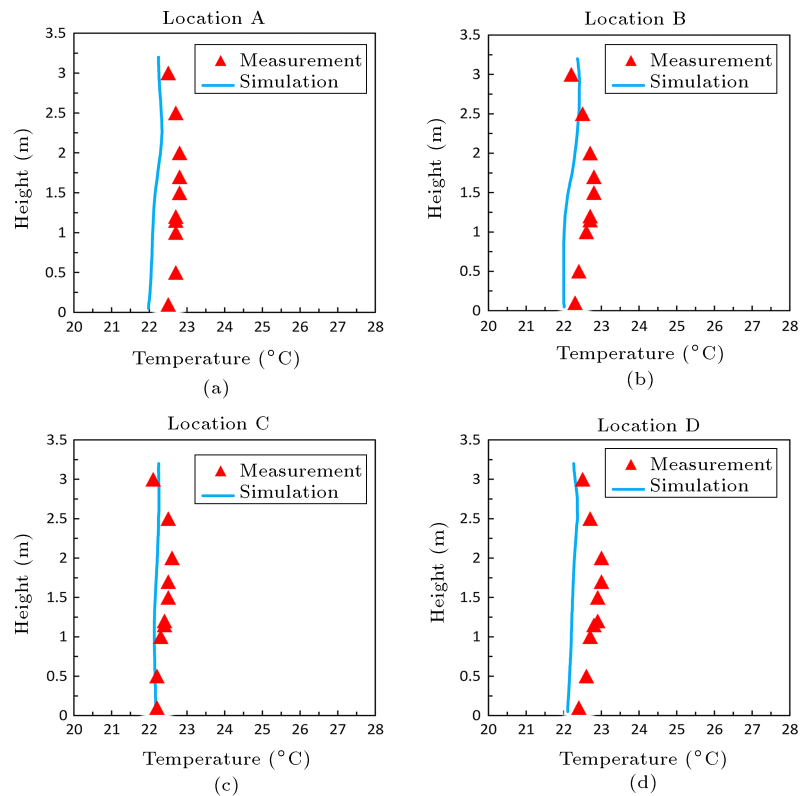 Location A
3.5
3
2.5
2
1.5
1
0.5
0
Height (m)
Measurement
Simulation
20 21 22 23 24 25 26 27 28
Temperature (°C)
(a)
Location B
3.5
3
2.5
2
1.5
1
0.5
0
Height (m)
Measurement
Simulation
20 21 22 23 24 25 26 27 28
Temperature (°C)
(b)
Location C
3.5
3
2.5
2
1.5
1
0.5
0
Height (m)
Measurement
Simulation
20 21 22 23 24 25 26 27 28
Temperature (°C)
(c)
Location D
3.5
3
2.5
2
1.5
1
0.5
0
Height (m)
Measurement
Simulation
20 21 22 23 24 25 26 27 28
Temperature (°C)
(d)